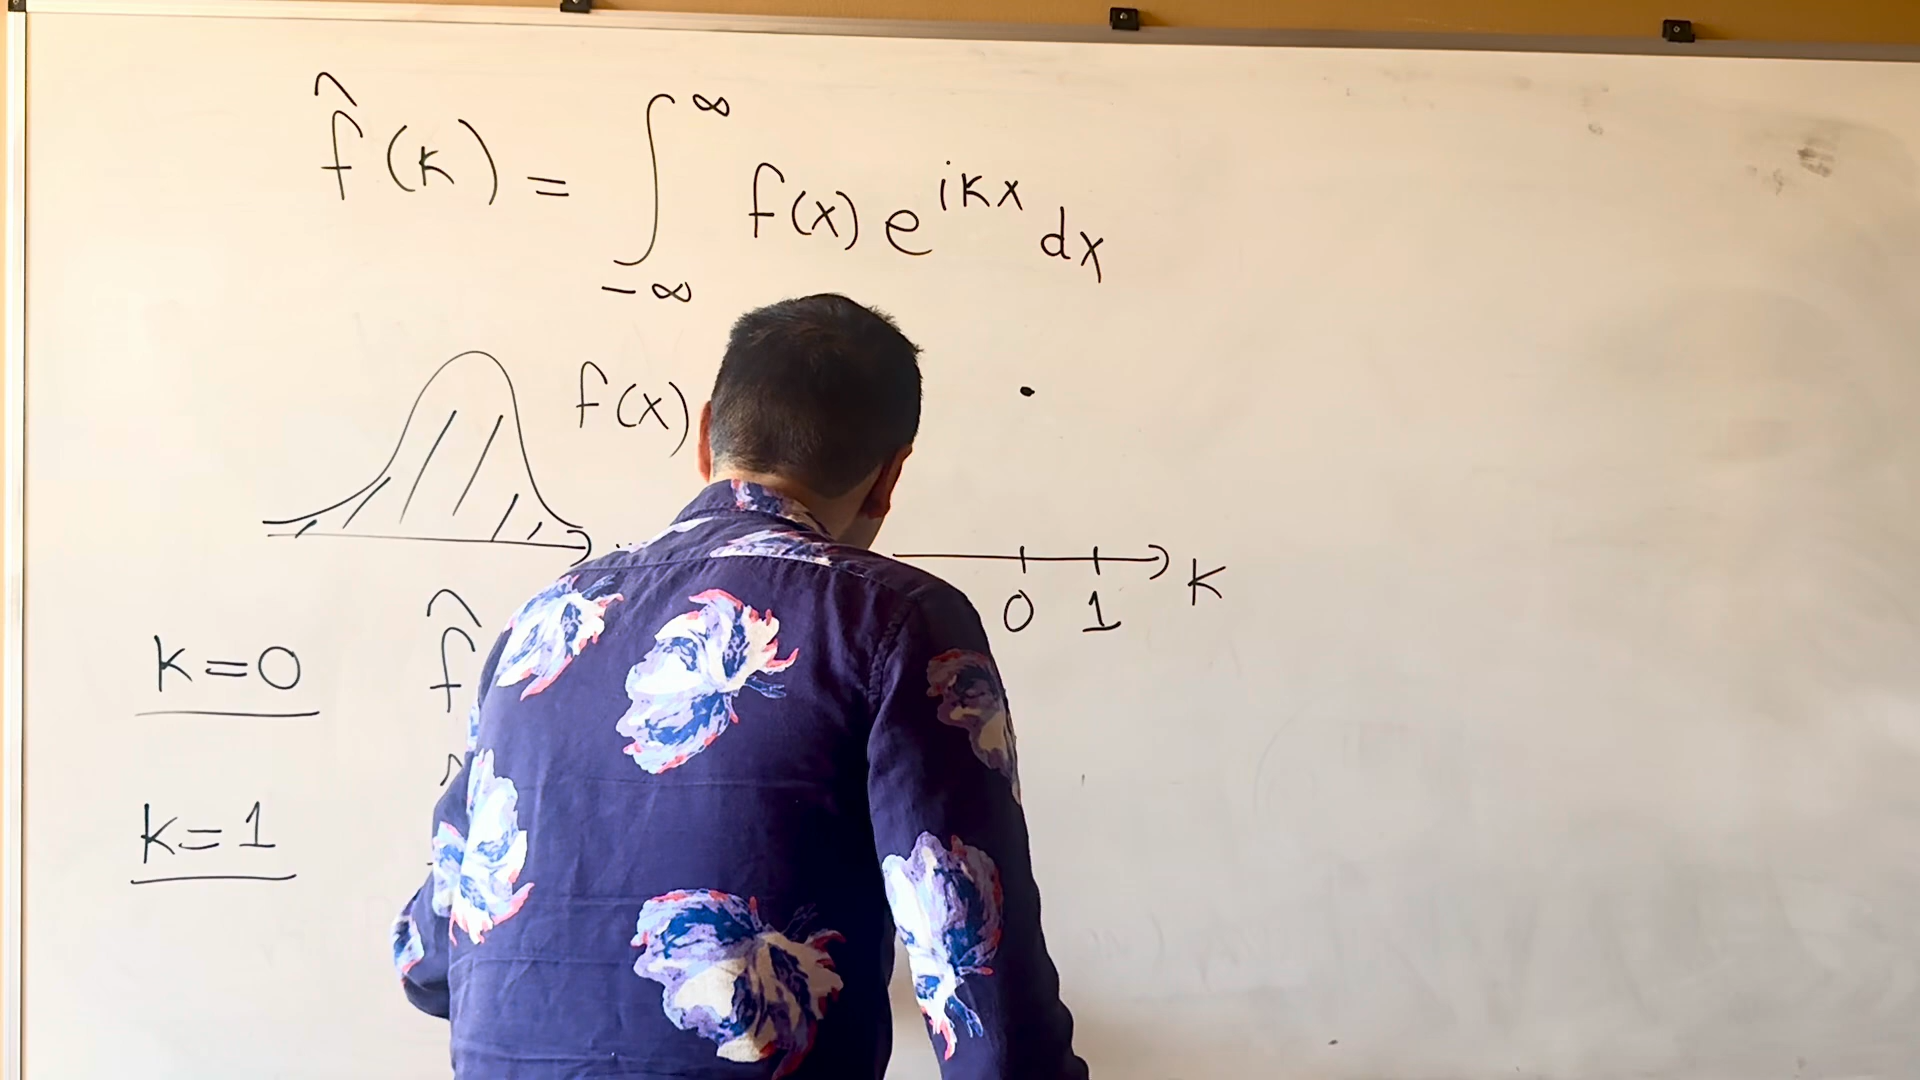 f̂(k) = ∫_{-∞}^{∞} f(x) e^{ikx} dx
f(x)
k
0 1
k=0 f̂
k=1